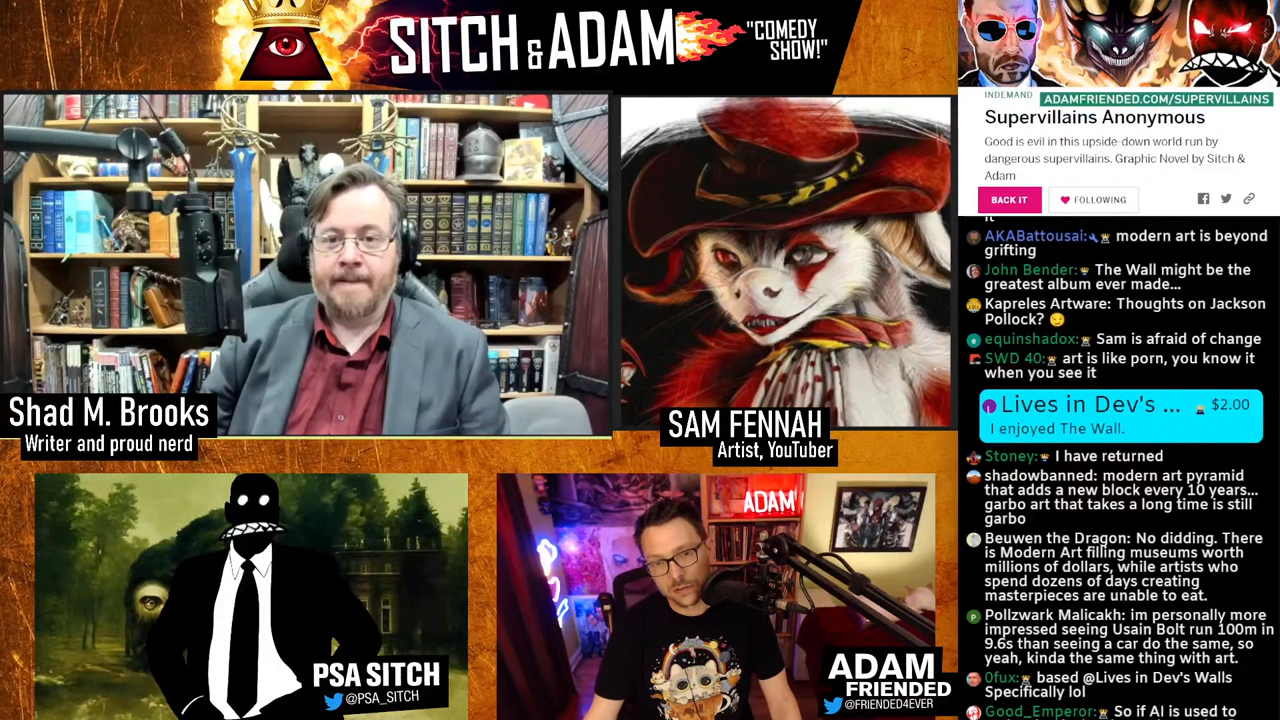 SITCH & ADAM
"COMEDY
SHOW!"
Shad M. Brooks
Writer and proud nerd
SAM FENNAH
Artist, YouTuber
PSA SITCH
@PSA_SITCH
ADAM
ADAM
FRIENDED
@FRIENDED4EVER
INDEMAND
ADAMFRIENDED.COM/SUPERVILLAINS
Supervillains Anonymous
Good is evil in this upside-down world run by
dangerous supervillains. Graphic Novel by Sitch &
Adam
BACK IT
FOLLOWING
it
AKABattousai: modern art is beyond
grifting
John Bender: The Wall might be the
greatest album ever made...
Kapreles Artware: Thoughts on Jackson
Pollock? 😏
equinshadox: Sam is afraid of change
SWD 40: art is like porn, you know it
when you see it
Lives in Dev's ... $2.00
I enjoyed The Wall.
Stoney: I have returned
shadowbanned: modern art pyramid
that adds a new block every 10 years...
garbo art that takes a long time is still
garbo
Beuwen the Dragon: No didding. There
is Modern Art filling museums worth
millions of dollars, while artists who
spend dozens of days creating
masterpieces are unable to eat.
Pollzwark Malicakh: im personally more
impressed seeing Usain Bolt run 100m in
9.6s than seeing a car do the same, so
yeah, kinda the same thing with art.
0fux: based @Lives in Dev's Walls
Specifically lol
Good_Emperor: So if AI is used to